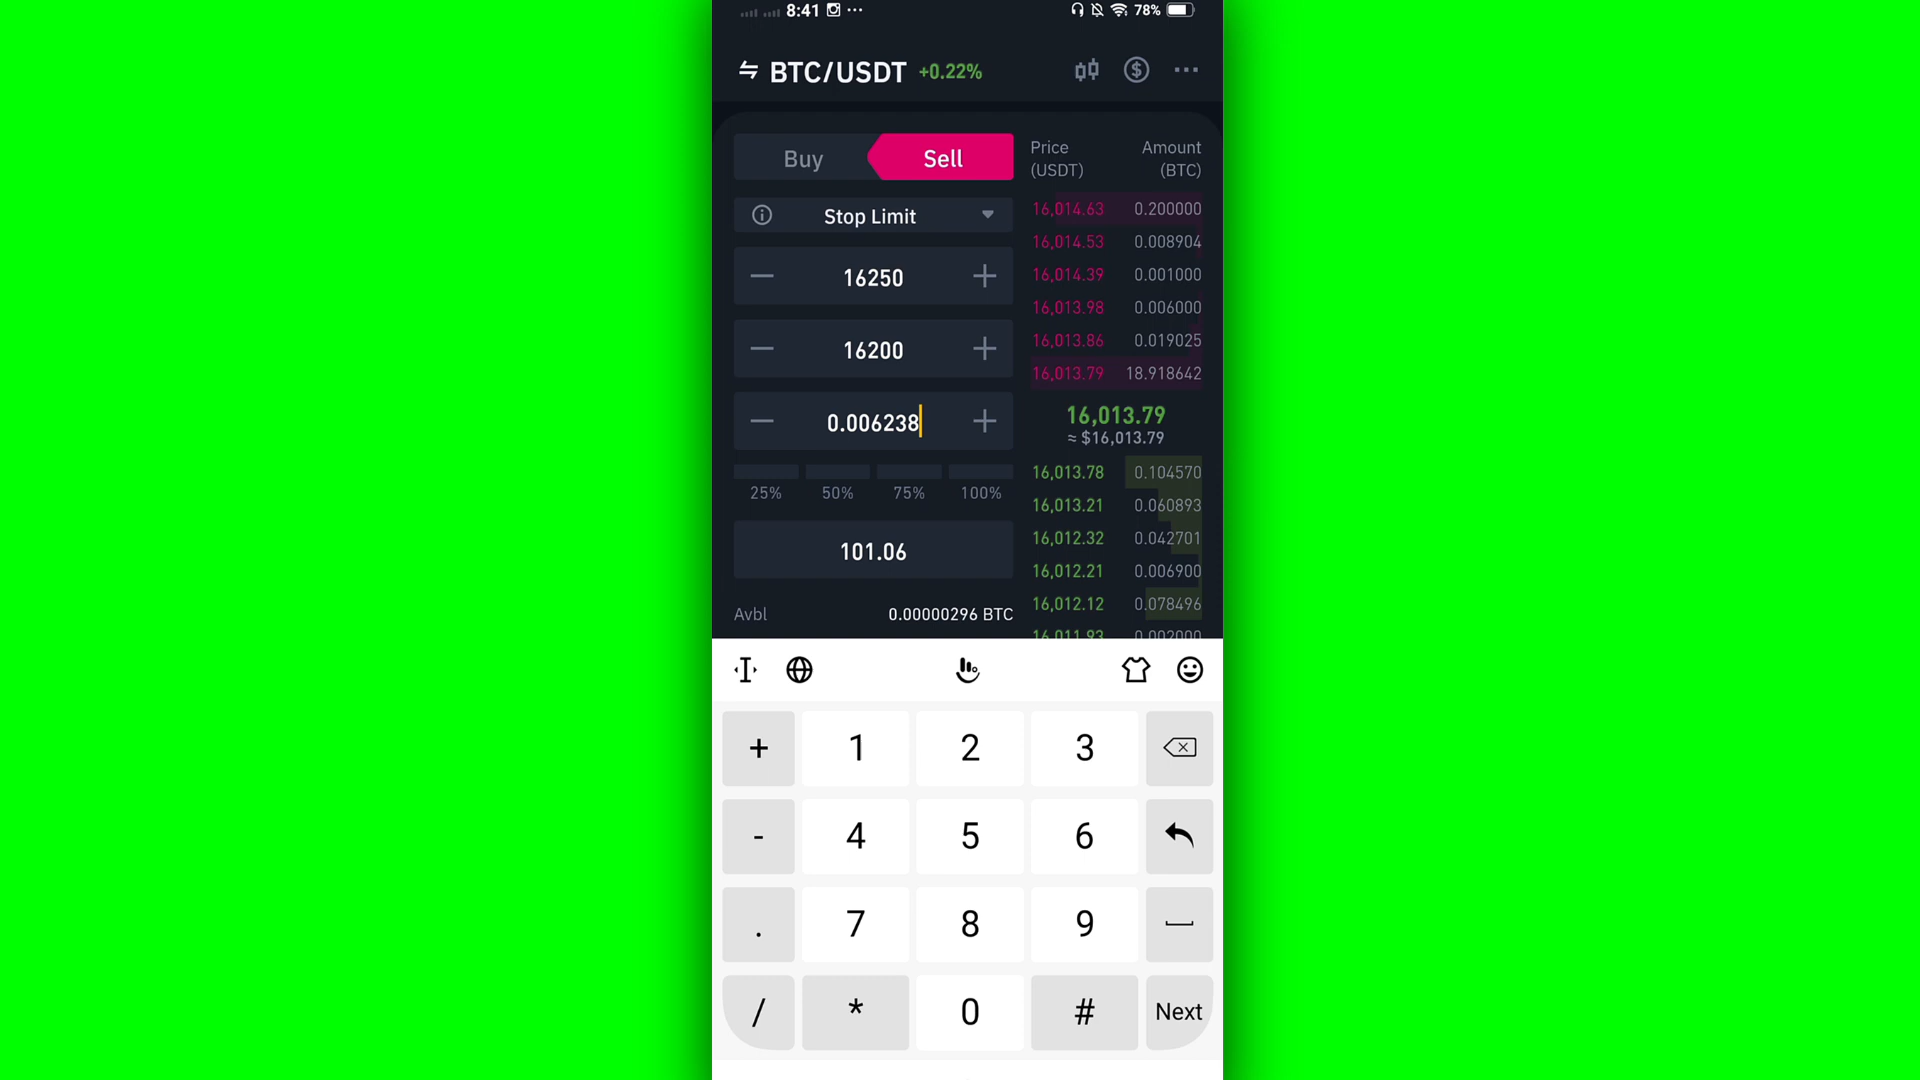 8:41 ... 78%
BTC/USDT +0.22%
Buy Sell
Stop Limit
16250
16200
0.006238
25% 50% 75% 100%
101.06
Avbl 0.00000296 BTC
Price Amount
(USDT) (BTC)
16,014.63 0.200000
16,014.53 0.008904
16,014.39 0.001000
16,013.98 0.006000
16,013.86 0.019025
16,013.79 18.918642
16,013.79
≈ $16,013.79
16,013.78 0.104570
16,013.21 0.060893
16,012.32 0.042701
16,012.21 0.006900
16,012.12 0.078496
16,011.93 0.002000
+ 1 2 3
- 4 5 6
. 7 8 9
/ * 0 # Next